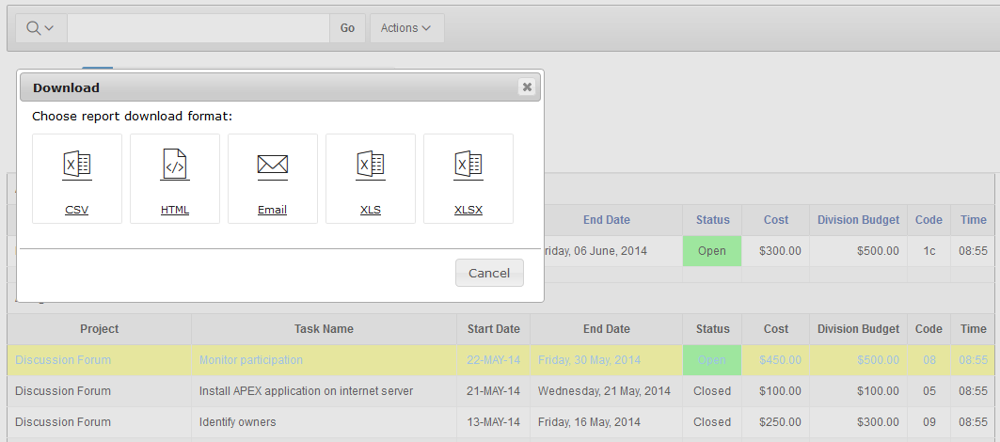 Go Actions
Download
Choose report download format:
CSV HTML Email XLS XLSX
Cancel
End Date Status Cost Division Budget Code Time
riday, 06 June, 2014 Open $300.00 $500.00 1c 08:55
Project Task Name Start Date End Date Status Cost Division Budget Code Time
Discussion Forum Monitor participation 22-MAY-14 Friday, 30 May, 2014 Open $450.00 $500.00 08 08:55
Discussion Forum Install APEX application on internet server 21-MAY-14 Wednesday, 21 May, 2014 Closed $100.00 $100.00 05 08:55
Discussion Forum Identify owners 13-MAY-14 Friday, 16 May, 2014 Closed $250.00 $300.00 09 08:55